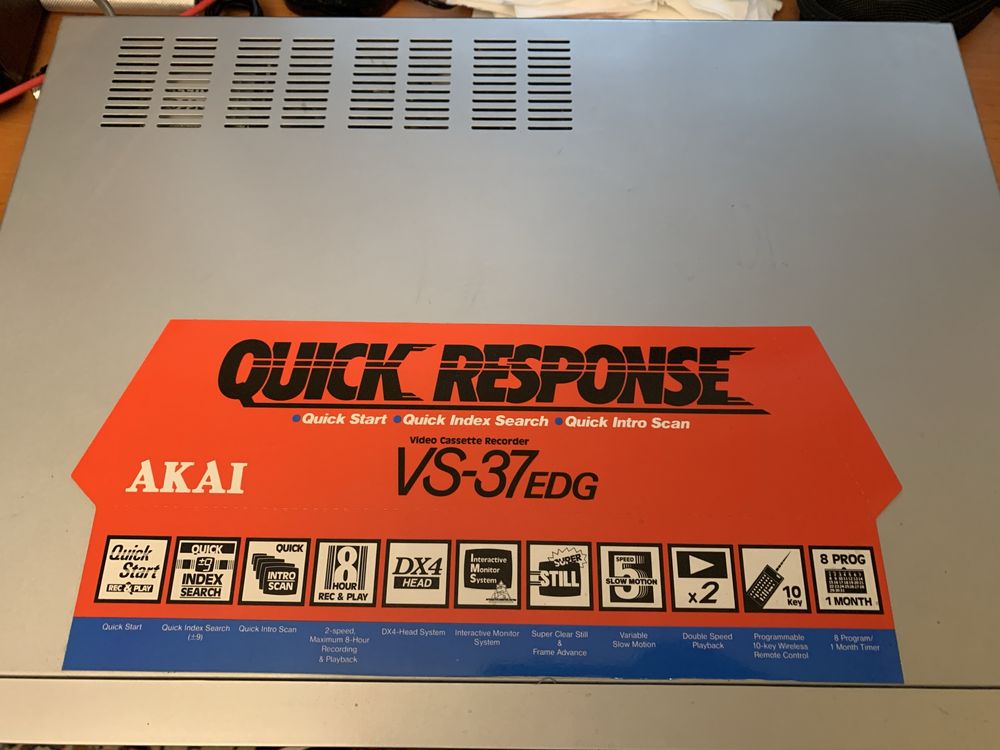 QUICK RESPONSE
•Quick Start •Quick Index Search •Quick Intro Scan
Video Cassette Recorder
AKAI VS-37EDG
Quick Start REC & PLAY
QUICK ±9 INDEX SEARCH
QUICK INTRO SCAN
8 HOUR REC & PLAY
DX4 HEAD
Interactive Monitor System
SUPER STILL
SPEED 5 SLOW MOTION
x2
10 Key
8 PROG 1 MONTH
Quick Start
Quick Index Search
(±9)
Quick Intro Scan
2-speed,
Maximum 8-Hour
Recording
& Playback
DX4-Head System
Interactive Monitor
System
Super Clear Still
&
Frame Advance
Variable
Slow Motion
Double Speed
Playback
Programmable
10-key Wireless
Remote Control
8 Program/
1 Month Timer